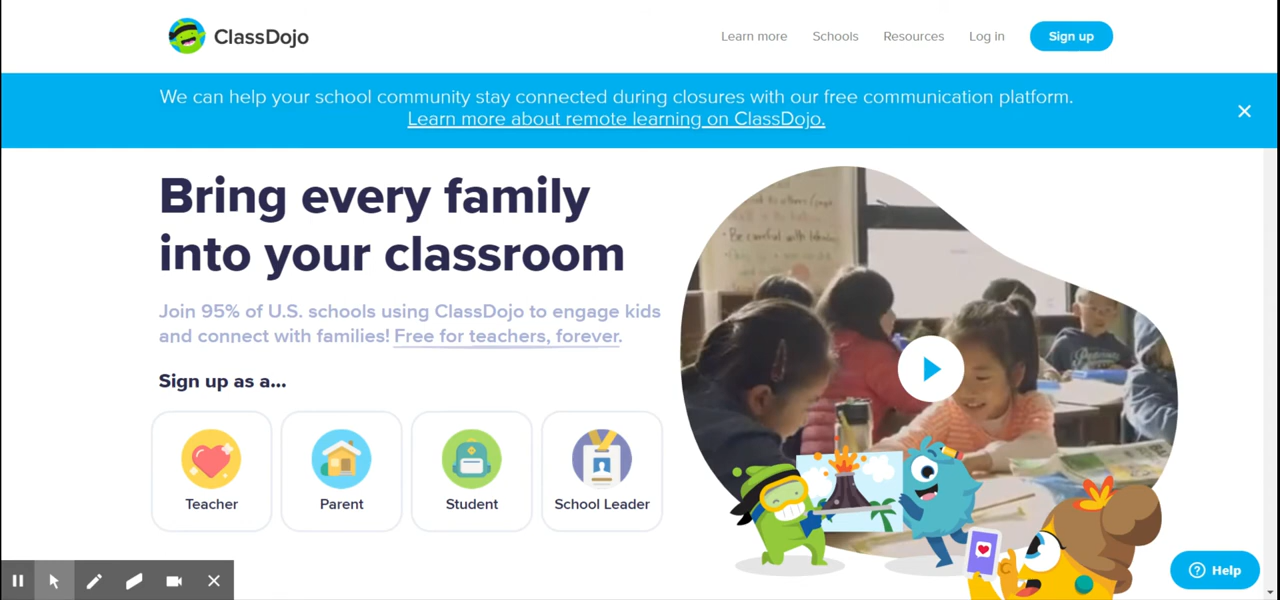 ClassDojo
Learn more
Schools
Resources
Log in
Sign up
We can help your school community stay connected during closures with our free communication platform.
Learn more about remote learning on ClassDojo.
Bring every family
into your classroom
Join 95% of U.S. schools using ClassDojo to engage kids
and connect with families! Free for teachers, forever.
Sign up as a...
Teacher
Parent
Student
School Leader
Be careful with
Help